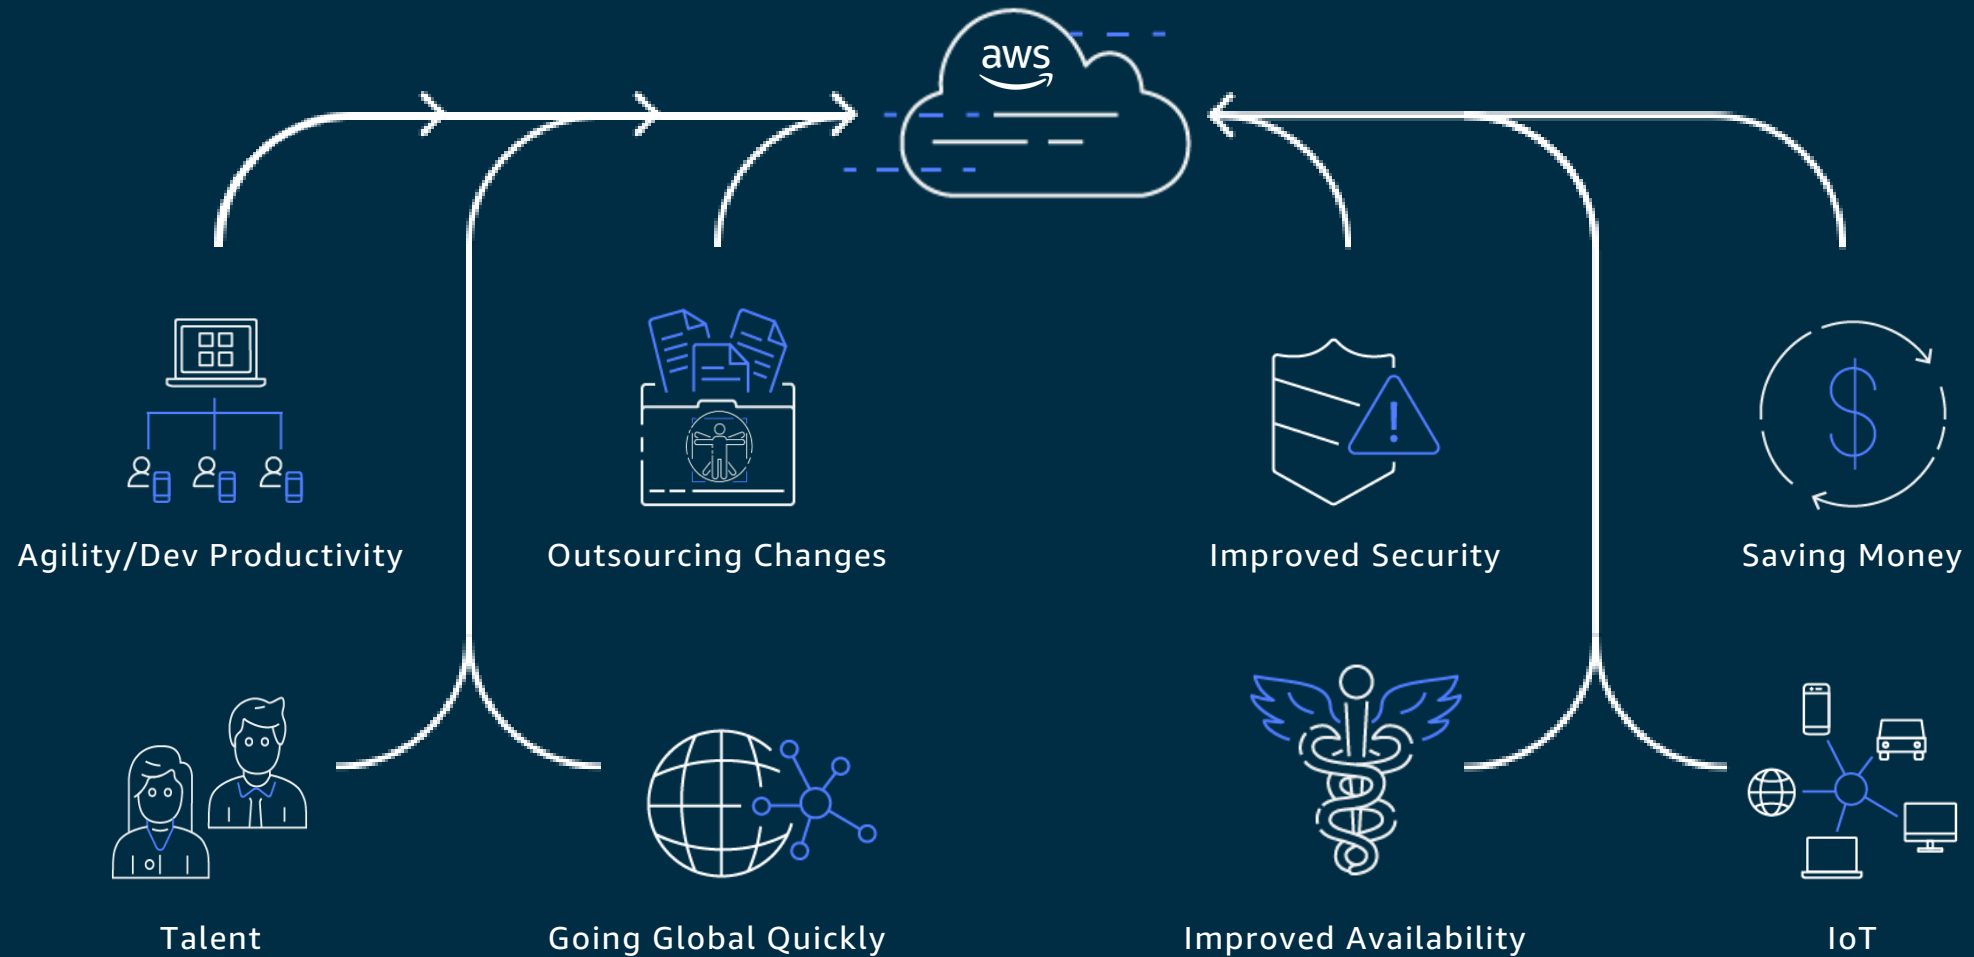 aws
Agility/Dev Productivity
Outsourcing Changes
Improved Security
Saving Money
Talent
Going Global Quickly
Improved Availability
IoT